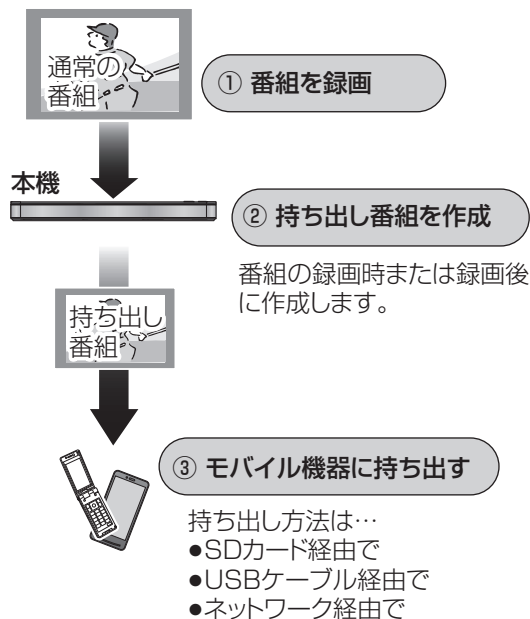 通常の
番組
① 番組を録画
本機
② 持ち出し番組を作成
番組の録画時または録画後
に作成します。
持ち出し
番組
③ モバイル機器に持ち出す
持ち出し方法は…
●SDカード経由で
●USBケーブル経由で
●ネットワーク経由で